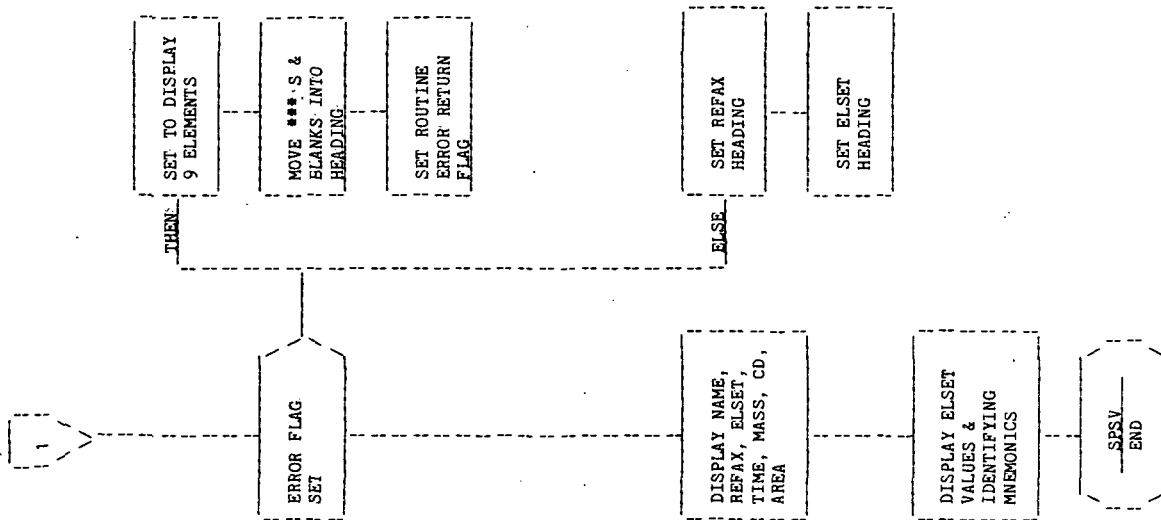 1
ERROR FLAG
SET
THEN
SET TO DISPLAY
9 ELEMENTS
MOVE ***'S &
BLANKS INTO
HEADING
SET ROUTINE
ERROR RETURN
FLAG
ELSE
SET REFAX
HEADING
SET ELSET
HEADING
DISPLAY NAME,
REFAX, ELSET,
TIME, MASS, CD,
AREA
DISPLAY ELSET
VALUES &
IDENTIFYING
MNEMONICS
SPSV
END